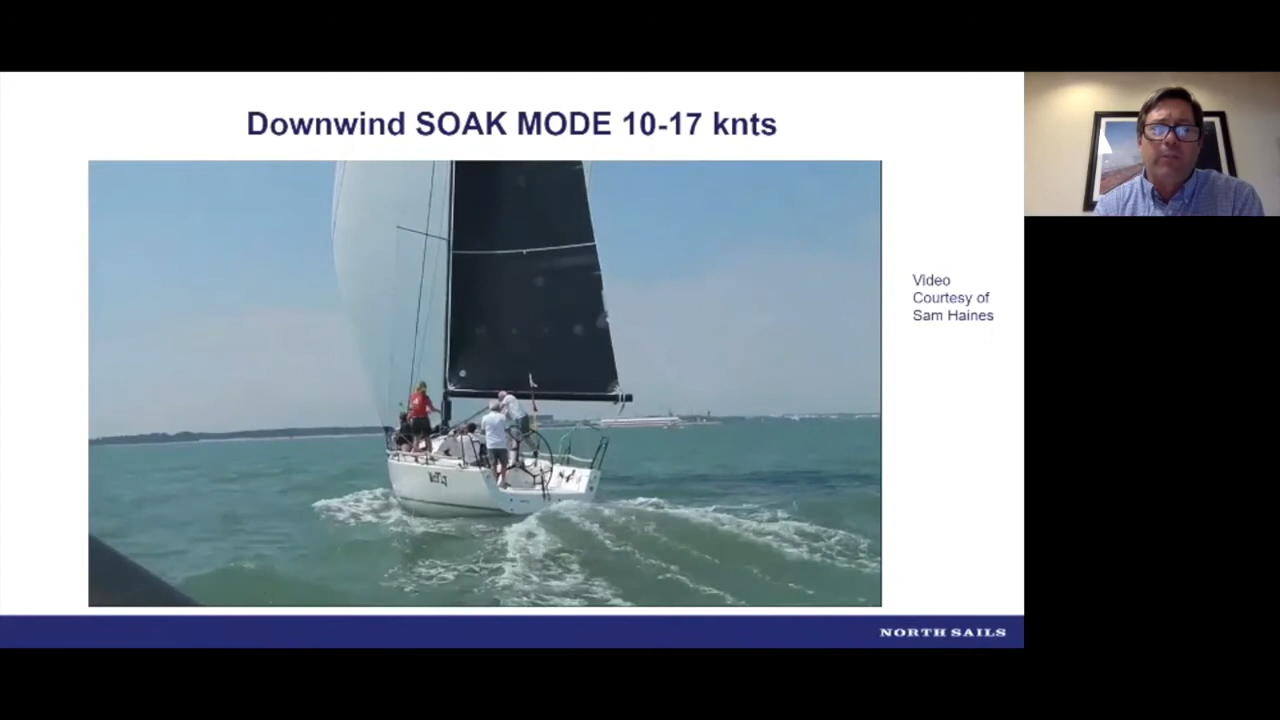 Downwind SOAK MODE 10-17 knts
Video
Courtesy of
Sam Haines
NORTH SAILS